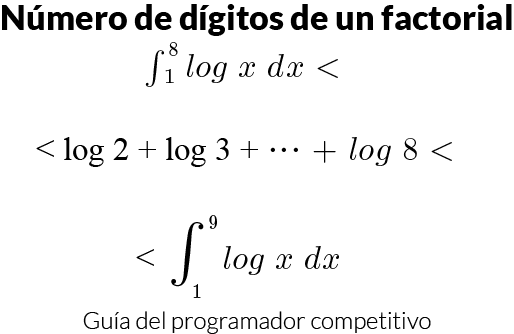 Número de dígitos de un factorial
∫₁⁸ log x dx <
< log 2 + log 3 + ⋯ + log 8 <
< ∫₁⁹ log x dx
Guía del programador competitivo